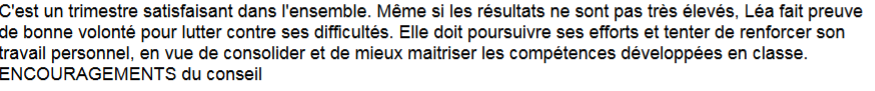 C'est un trimestre satisfaisant dans l'ensemble. Même si les résultats ne sont pas très élevés, Léa fait preuve
de bonne volonté pour lutter contre ses difficultés. Elle doit poursuivre ses efforts et tenter de renforcer son
travail personnel, en vue de consolider et de mieux maitriser les compétences développées en classe.
ENCOURAGEMENTS du conseil